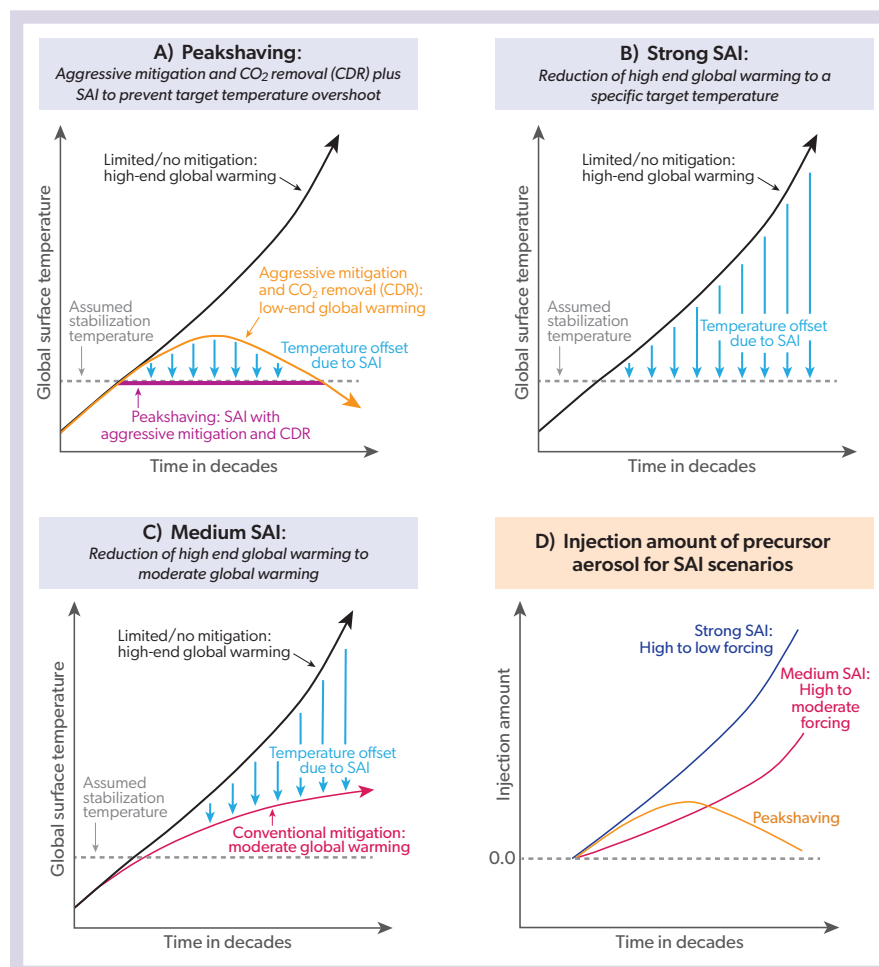 A) Peakshaving:
Aggressive mitigation and CO2 removal (CDR) plus
SAI to prevent target temperature overshoot
Global surface temperature
Limited/no mitigation:
high-end global warming
Aggressive mitigation
and CO2 removal (CDR):
low-end global warming
Assumed
stabilization
temperature
Temperature offset
due to SAI
Peakshaving: SAI with
aggressive mitigation and CDR
Time in decades
B) Strong SAI:
Reduction of high end global warming to a
specific target temperature
Global surface temperature
Limited/no mitigation:
high-end global warming
Assumed
stabilization
temperature
Temperature offset
due to SAI
Time in decades
C) Medium SAI:
Reduction of high end global warming to
moderate global warming
Global surface temperature
Limited/no mitigation:
high-end global warming
Temperature offset
due to SAI
Assumed
stabilization
temperature
Conventional mitigation:
moderate global warming
Time in decades
D) Injection amount of precursor
aerosol for SAI scenarios
Injection amount
Strong SAI:
High to low forcing
Medium SAI:
High to
moderate
forcing
Peakshaving
0.0
Time in decades